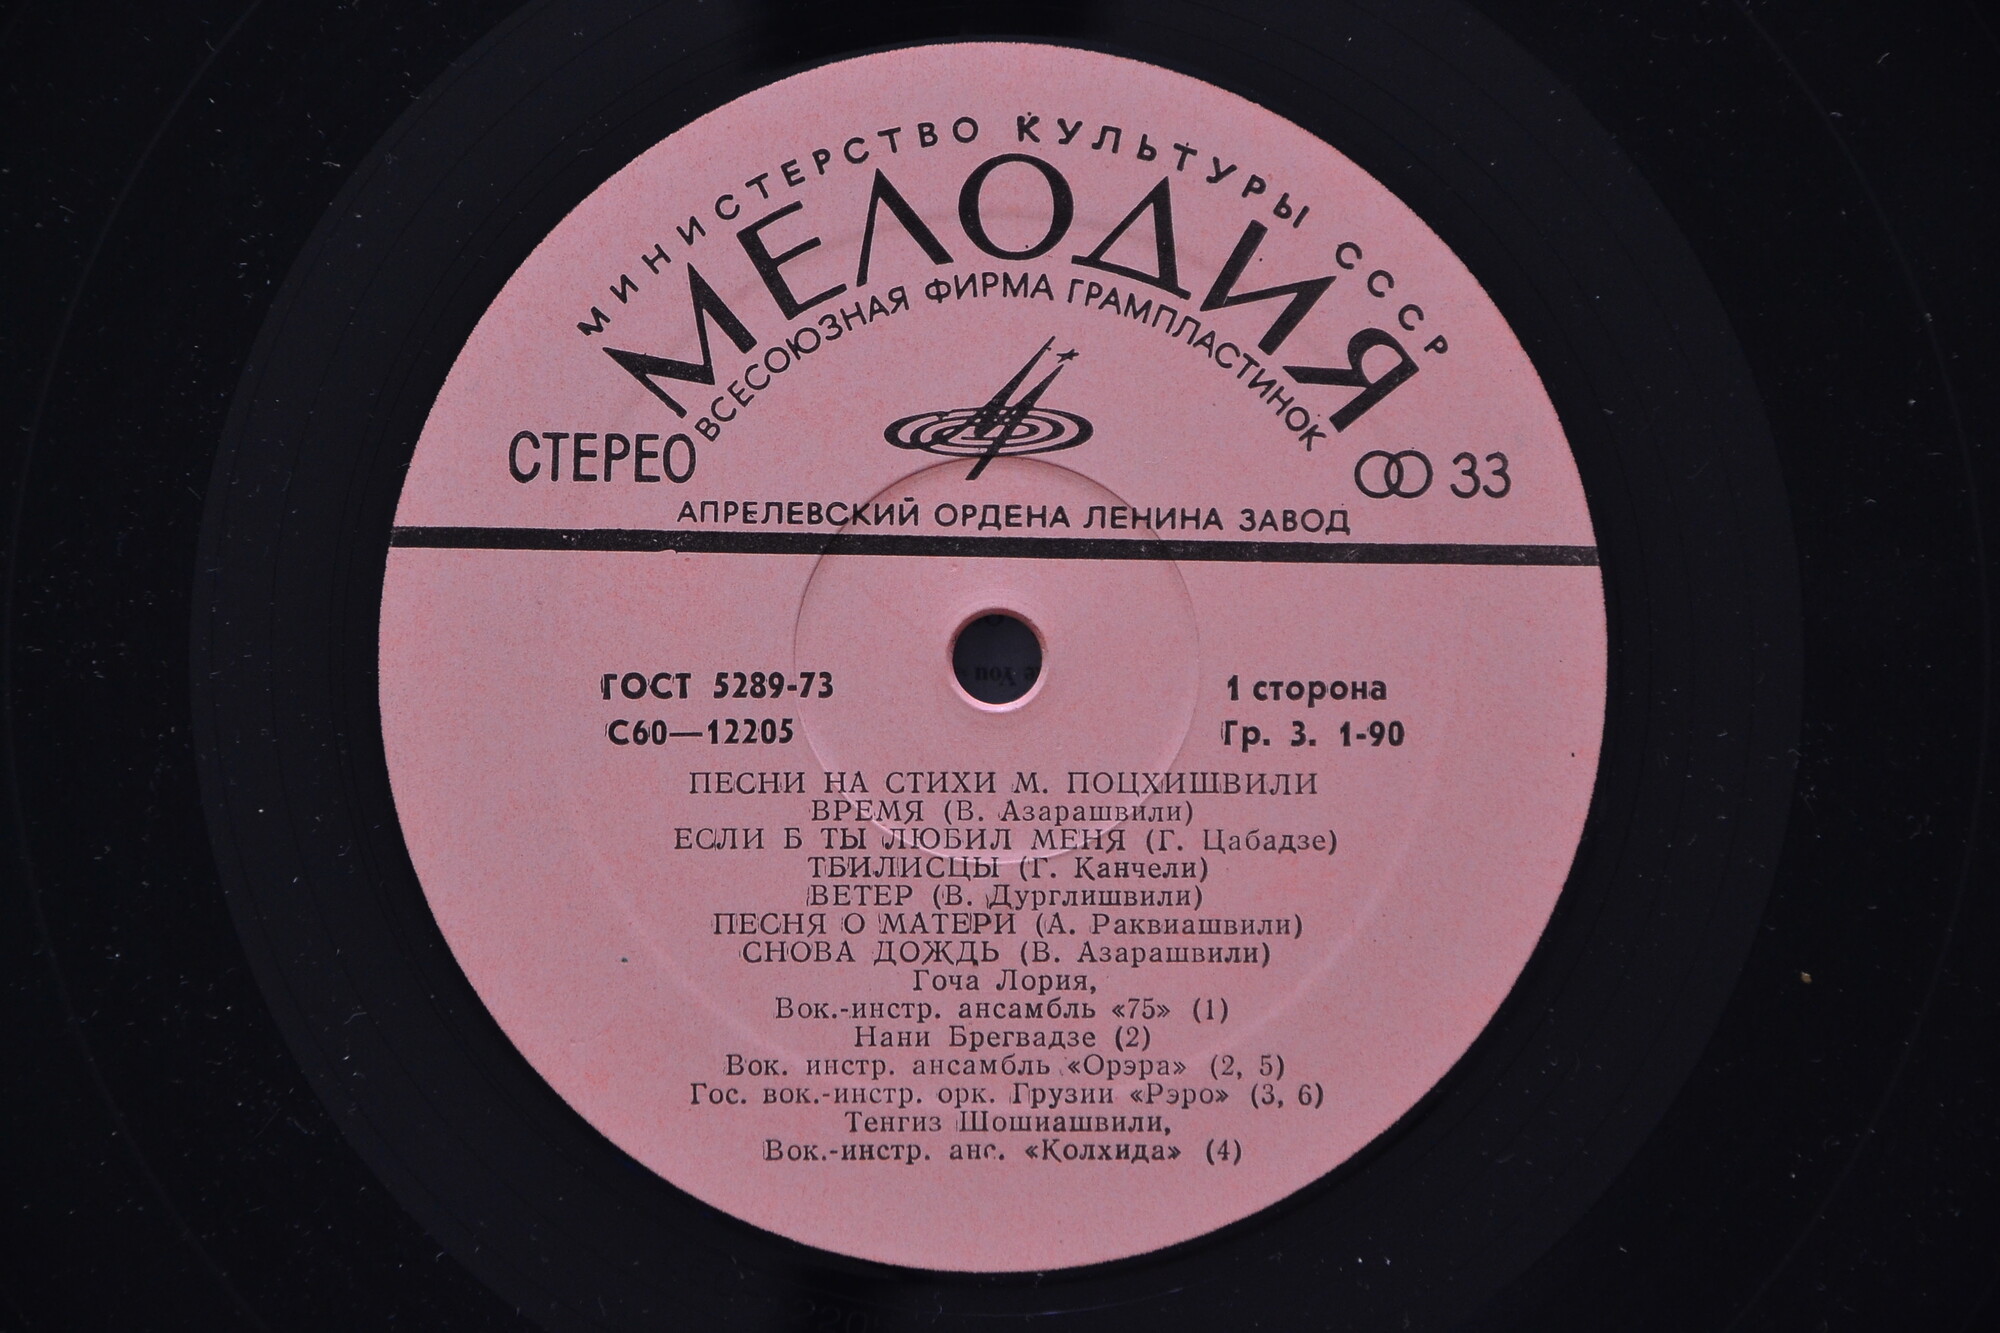 МИНИСТЕРСТВО КУЛЬТУРЫ СССР
МЕЛОДИЯ
ВСЕСОЮЗНАЯ ФИРМА ГРАМПЛАСТИНОК
СТЕРЕО
33
АПРЕЛЕВСКИЙ ОРДЕНА ЛЕНИНА ЗАВОД
ГОСТ 5289-73
С60—12205
1 сторона
Гр. 3. 1-90
ПЕСНИ НА СТИХИ М. ПОЦХИШВИЛИ
ВРЕМЯ (В. Азарашвили)
ЕСЛИ Б ТЫ ЛЮБИЛ МЕНЯ (Г. Цабадзе)
ТБИЛИСЦЫ (Г. Канчели)
ВЕТЕР (В. Дурглишвили)
ПЕСНЯ О МАТЕРИ (А. Раквиашвили)
СНОВА ДОЖДЬ (В. Азарашвили)
Гоча Лория,
Вок.-инстр. ансамбль «75» (1)
Нани Брегвадзе (2)
Вок. инстр. ансамбль «Орэра» (2, 5)
Гос. вок.-инстр. орк. Грузии «Рэро» (3, 6)
Тенгиз Шошиашвили,
Вок.-инстр. анс. «Колхида» (4)